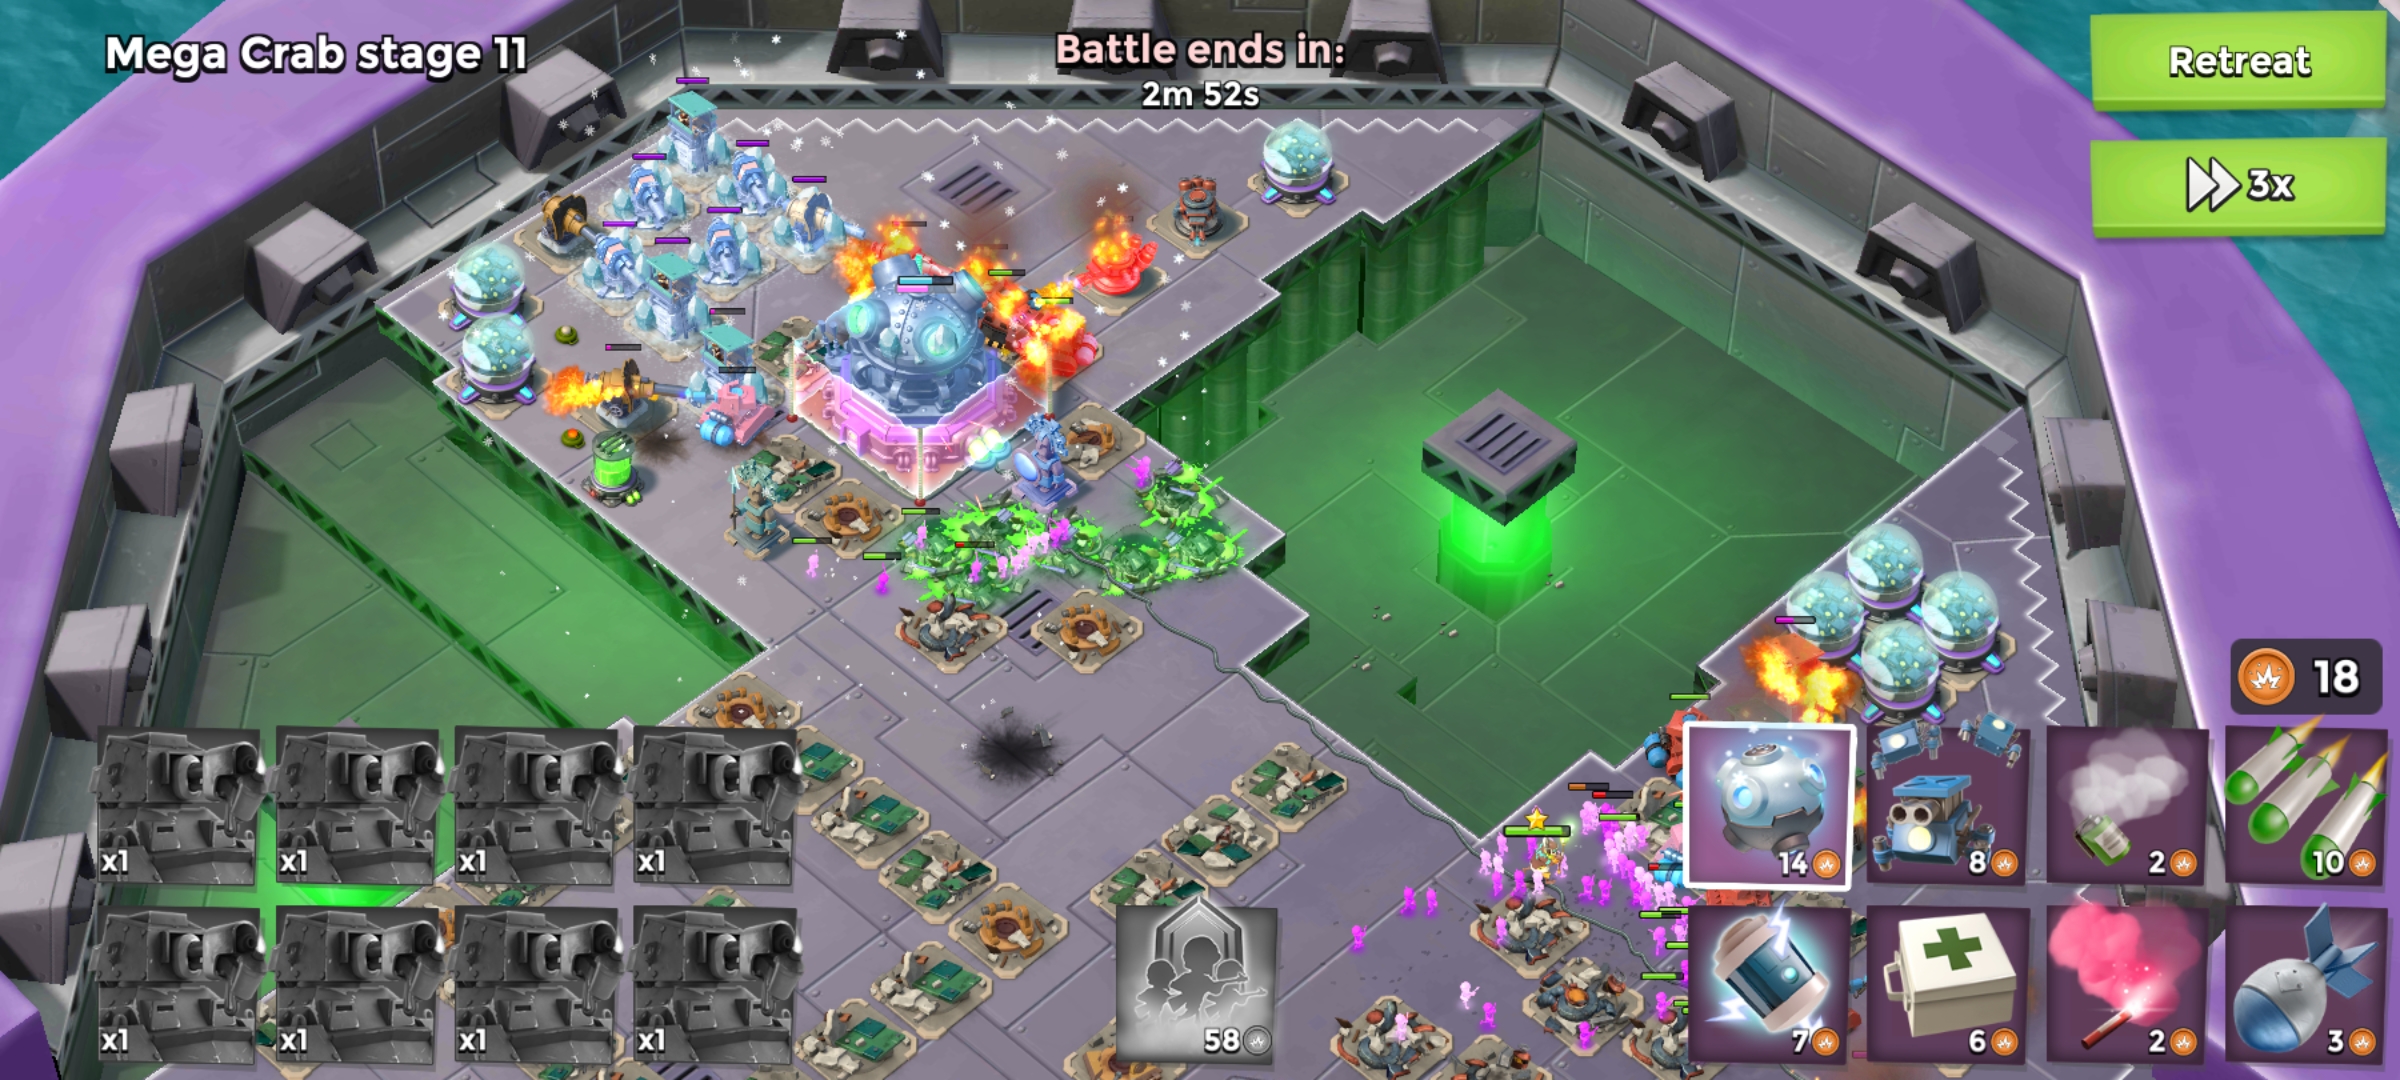 Mega Crab stage 11
Battle ends in:
2m 52s
Retreat
3x
18
x1
x1
x1
x1
14
8
2
10
x1
x1
x1
x1
58
7
6
2
3